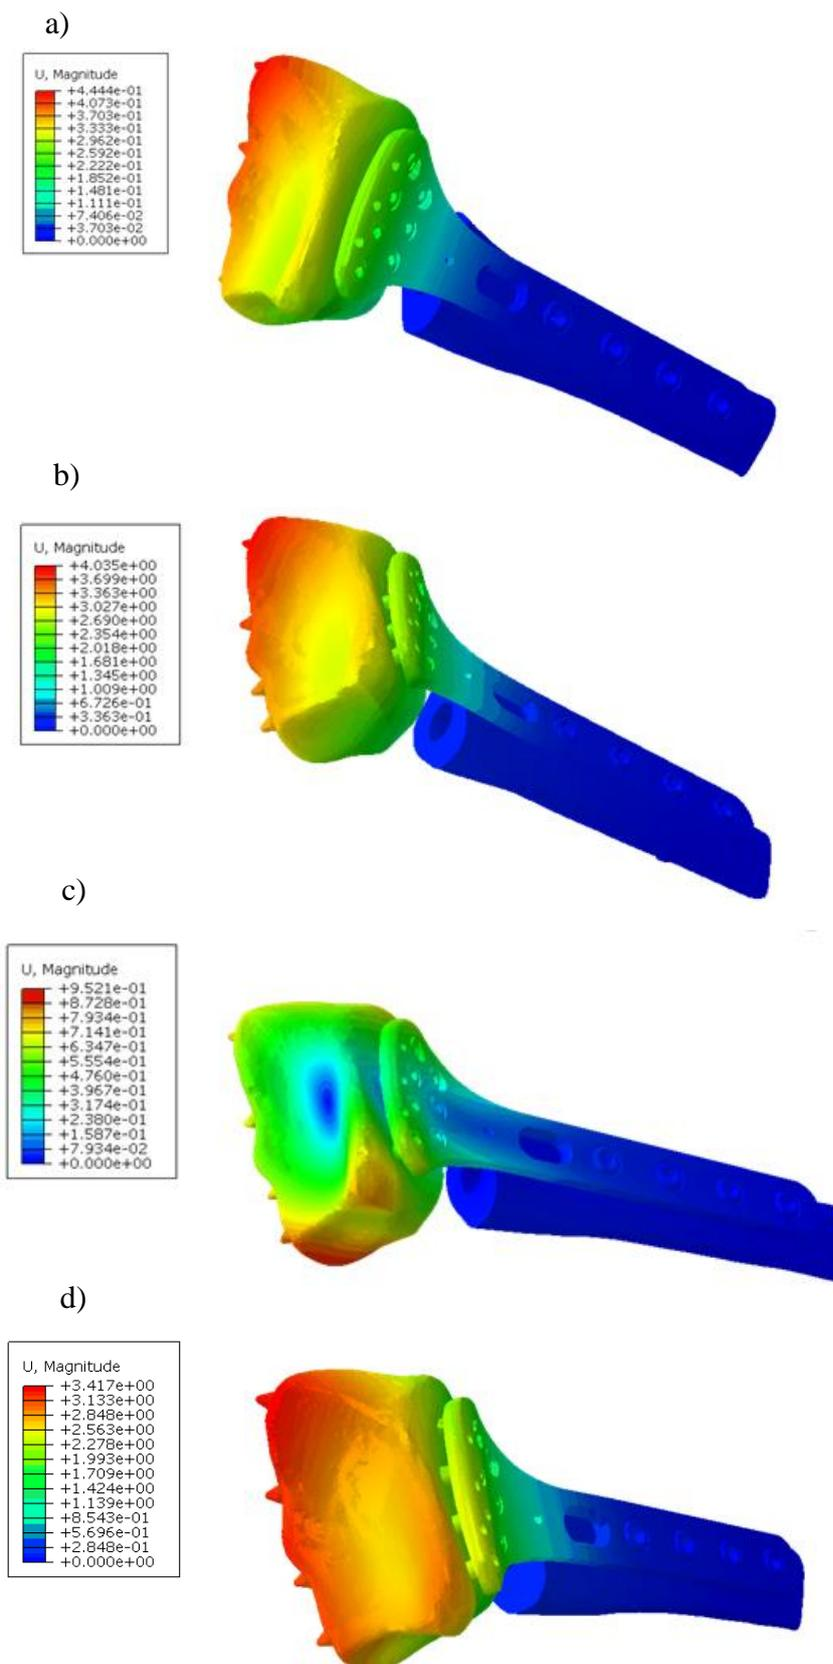 a)
U, Magnitude
+4.444e-01
+4.073e-01
+3.703e-01
+3.333e-01
+2.962e-01
+2.592e-01
+2.222e-01
+1.852e-01
+1.481e-01
+1.111e-01
+7.406e-02
+3.703e-02
+0.000e+00
b)
U, Magnitude
+4.035e+00
+3.699e+00
+3.363e+00
+3.027e+00
+2.690e+00
+2.354e+00
+2.018e+00
+1.681e+00
+1.345e+00
+1.009e+00
+6.726e-01
+3.363e-01
+0.000e+00
c)
U, Magnitude
+9.521e-01
+8.728e-01
+7.934e-01
+7.141e-01
+6.347e-01
+5.554e-01
+4.760e-01
+3.967e-01
+3.174e-01
+2.380e-01
+1.587e-01
+7.934e-02
+0.000e+00
d)
U, Magnitude
+3.417e+00
+3.133e+00
+2.848e+00
+2.563e+00
+2.278e+00
+1.993e+00
+1.709e+00
+1.424e+00
+1.139e+00
+8.543e-01
+5.696e-01
+2.848e-01
+0.000e+00